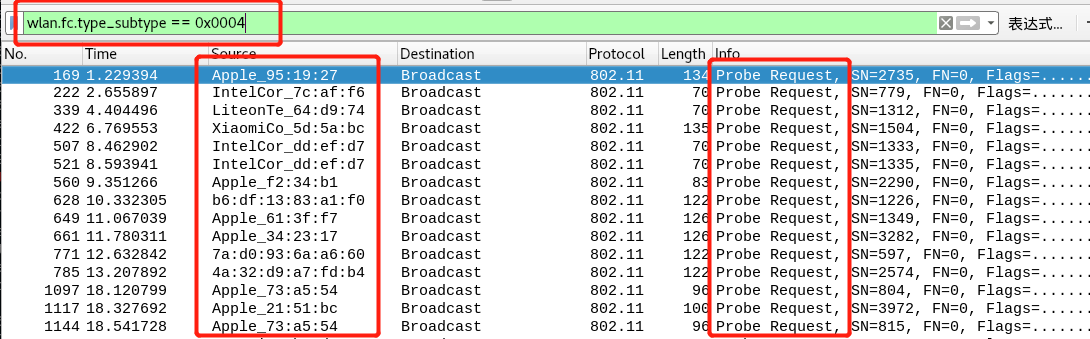 wlan.fc.type_subtype == 0x0004 表达式…
No. Time Source Destination Protocol Length Info
169 1.229394 Apple_95:19:27 Broadcast 802.11 134 Probe Request, SN=2735, FN=0, Flags=......
222 2.655897 IntelCor_7c:af:f6 Broadcast 802.11 70 Probe Request, SN=779, FN=0, Flags=.......
339 4.404496 LiteonTe_64:d9:74 Broadcast 802.11 70 Probe Request, SN=1312, FN=0, Flags=......
422 6.769553 XiaomiCo_5d:5a:bc Broadcast 802.11 135 Probe Request, SN=1504, FN=0, Flags=......
507 8.462902 IntelCor_dd:ef:d7 Broadcast 802.11 70 Probe Request, SN=1333, FN=0, Flags=......
521 8.593941 IntelCor_dd:ef:d7 Broadcast 802.11 70 Probe Request, SN=1335, FN=0, Flags=......
560 9.351266 Apple_f2:34:b1 Broadcast 802.11 83 Probe Request, SN=2290, FN=0, Flags=......
628 10.332305 b6:df:13:83:a1:f0 Broadcast 802.11 122 Probe Request, SN=1226, FN=0, Flags=......
649 11.067039 Apple_61:3f:f7 Broadcast 802.11 126 Probe Request, SN=1349, FN=0, Flags=......
661 11.780311 Apple_34:23:17 Broadcast 802.11 126 Probe Request, SN=3282, FN=0, Flags=......
771 12.632842 7a:d0:93:6a:a6:60 Broadcast 802.11 122 Probe Request, SN=597, FN=0, Flags=.......
785 13.207892 4a:32:d9:a7:fd:b4 Broadcast 802.11 122 Probe Request, SN=2574, FN=0, Flags=......
1097 18.120799 Apple_73:a5:54 Broadcast 802.11 96 Probe Request, SN=804, FN=0, Flags=.......
1117 18.327692 Apple_21:51:bc Broadcast 802.11 100 Probe Request, SN=3972, FN=0, Flags=......
1144 18.541728 Apple_73:a5:54 Broadcast 802.11 96 Probe Request, SN=815, FN=0, Flags=.......